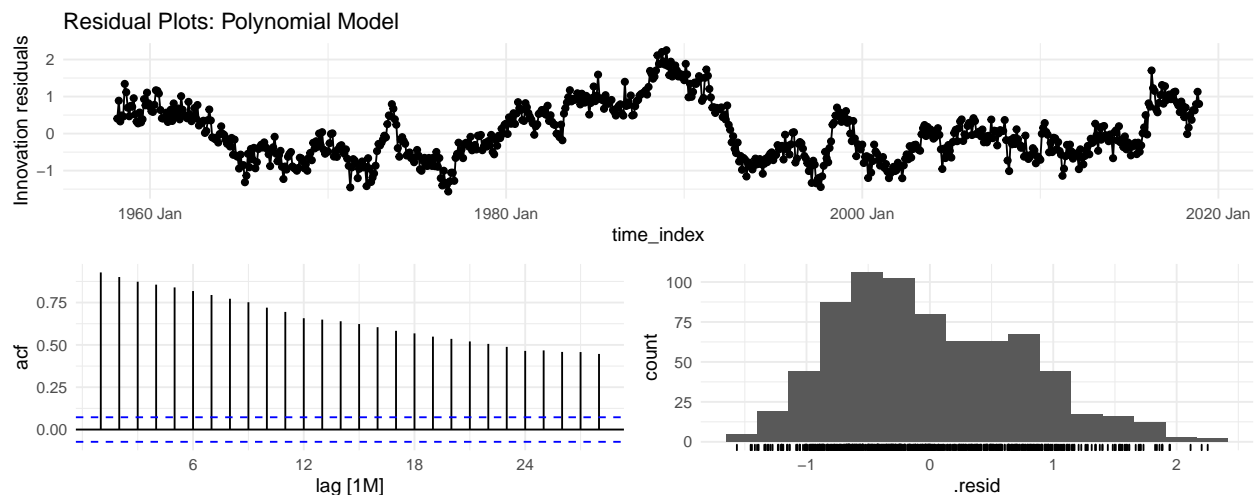 Residual Plots: Polynomial Model
Innovation residuals
2
1
0
−1
1960 Jan
1980 Jan
2000 Jan
2020 Jan
time_index
acf
0.75
0.50
0.25
0.00
6
12
18
24
lag [1M]
count
100
75
50
25
0
−1
0
1
2
.resid